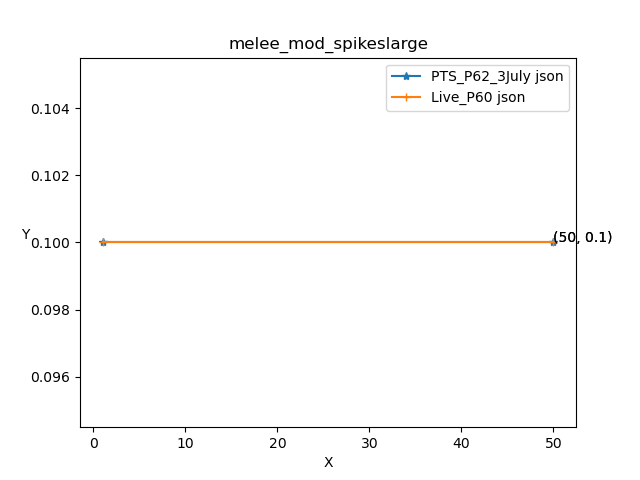 melee_mod_spikeslarge
PTS_P62_3July json
Live_P60 json
0.104
0.102
Y
0.100
(50, 0.1)
0.098
0.096
0
10
20
30
40
50
X